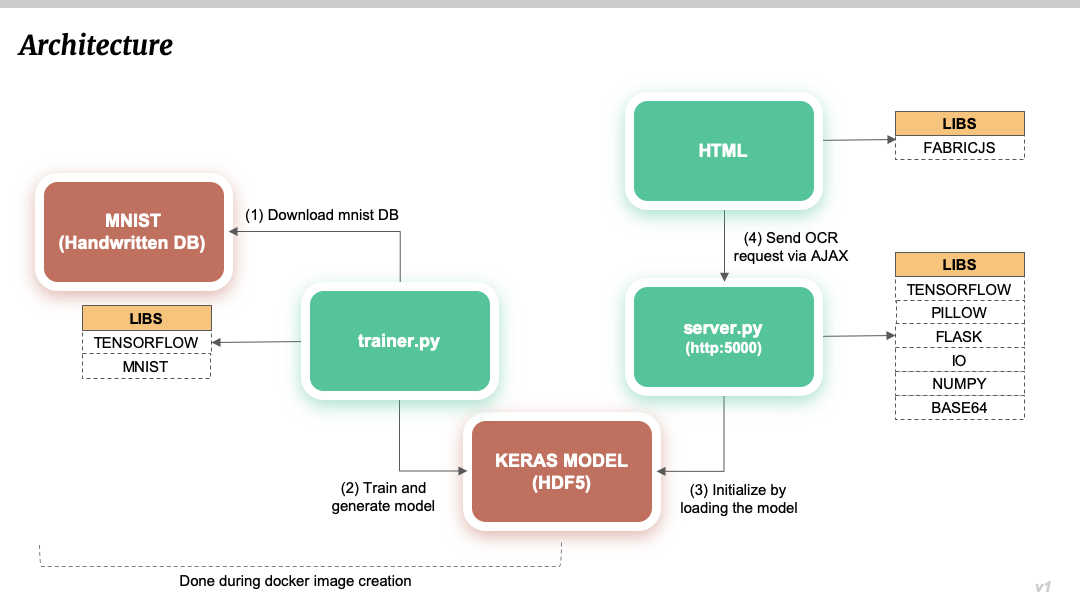 Architecture
HTML
LIBS
FABRICJS
MNIST
(Handwritten DB)
(1) Download mnist DB
(4) Send OCR
request via AJAX
LIBS
TENSORFLOW
MNIST
trainer.py
server.py
(http:5000)
LIBS
TENSORFLOW
PILLOW
FLASK
IO
NUMPY
BASE64
(2) Train and
generate model
KERAS MODEL
(HDF5)
(3) Initialize by
loading the model
Done during docker image creation
v1